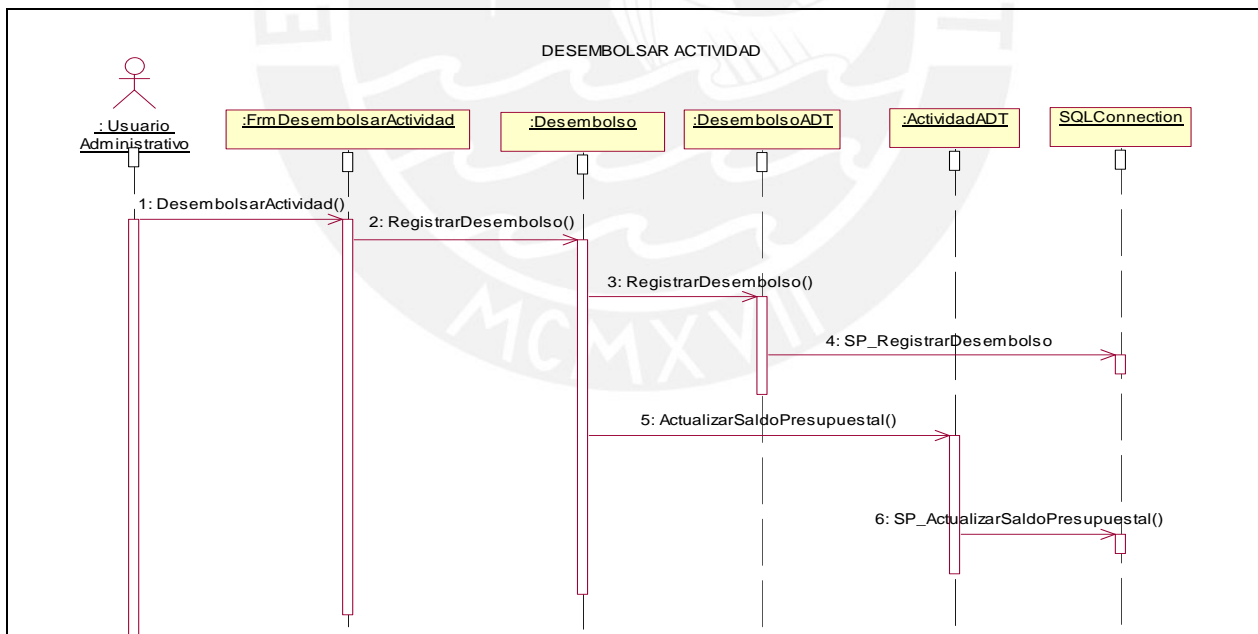 DESEMBOLSAR ACTIVIDAD
: Usuario
Administrativo
:FrmDesembolsarActividad
:Desembolso
:DesembolsoADT
:ActividadADT
SQLConnection
1: DesembolsarActividad()
2: RegistrarDesembolso()
3: RegistrarDesembolso()
4: SP_RegistrarDesembolso
5: ActualizarSaldoPresupuestal()
6: SP_ActualizarSaldoPresupuestal()
MCMXVII